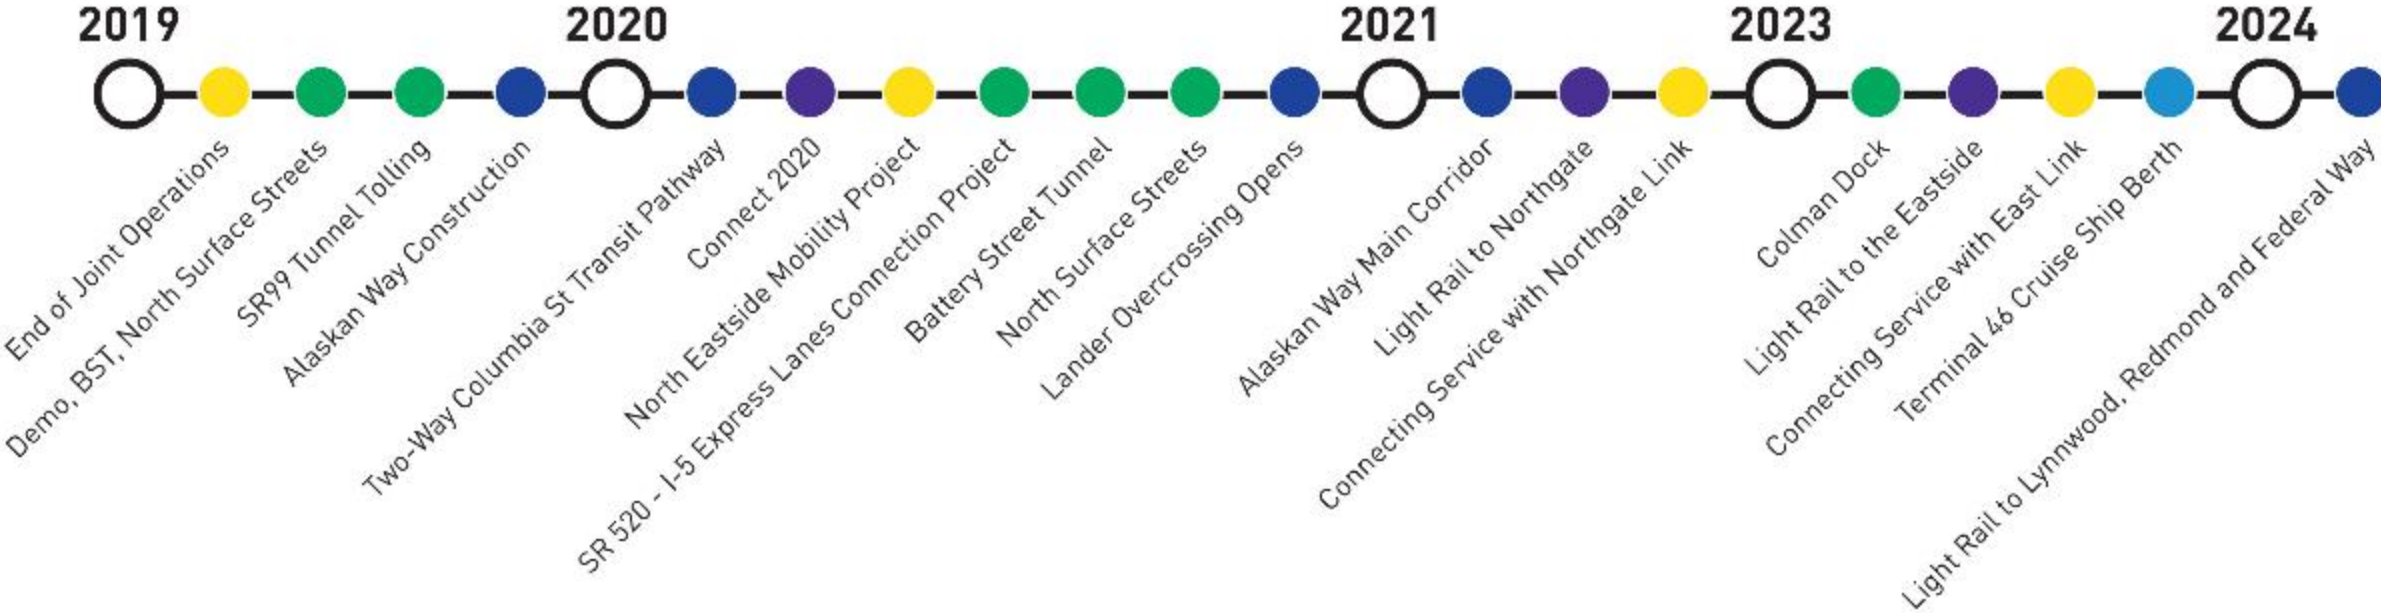 2019
End of Joint Operations
Demo, BST, North Surface Streets
SR99 Tunnel Tolling
Alaskan Way Construction
2020
Two-Way Columbia St Transit Pathway
Connect 2020
North Eastside Mobility Project
SR 520 - I-5 Express Lanes Connection Project
Battery Street Tunnel
North Surface Streets
Lander Overcrossing Opens
2021
Alaskan Way Main Corridor
Light Rail to Northgate
Connecting Service with Northgate Link
2023
Colman Dock
Light Rail to the Eastside
Connecting Service with East Link
Terminal 46 Cruise Ship Berth
2024
Light Rail to Lynnwood, Redmond and Federal Way